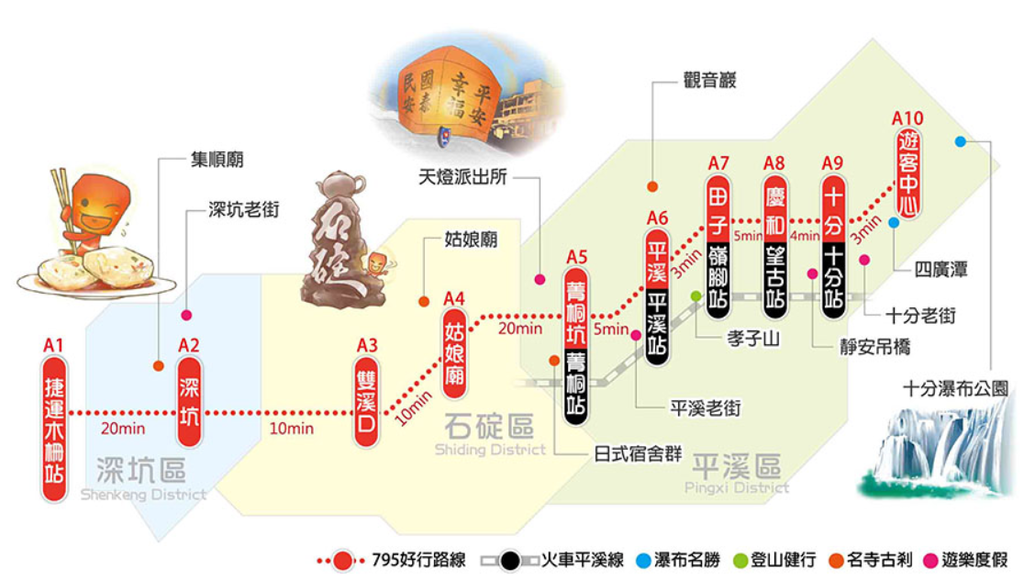 民國幸平
安泰福安
觀音巖
A10
遊客中心
集順廟
深坑老街
石碇
天燈派出所
姑娘廟
A7
田子
嶺腳站
A8
慶和
望古站
A9
十分
十分站
A6
平溪
平溪站
5min
4min
3min
3min
四廣潭
A5
菁桐坑
菁桐站
A4
姑娘廟
20min
5min
十分老街
孝子山
靜安吊橋
A1
捷運木柵站
A2
深坑
A3
雙溪口
十分瀑布公園
平溪老街
20min
10min
10min
石碇區
Shiding District
日式宿舍群
深坑區
Shenkeng District
平溪區
Pingxi District
795好行路線
火車平溪線
瀑布名勝
登山健行
名寺古剎
遊樂度假